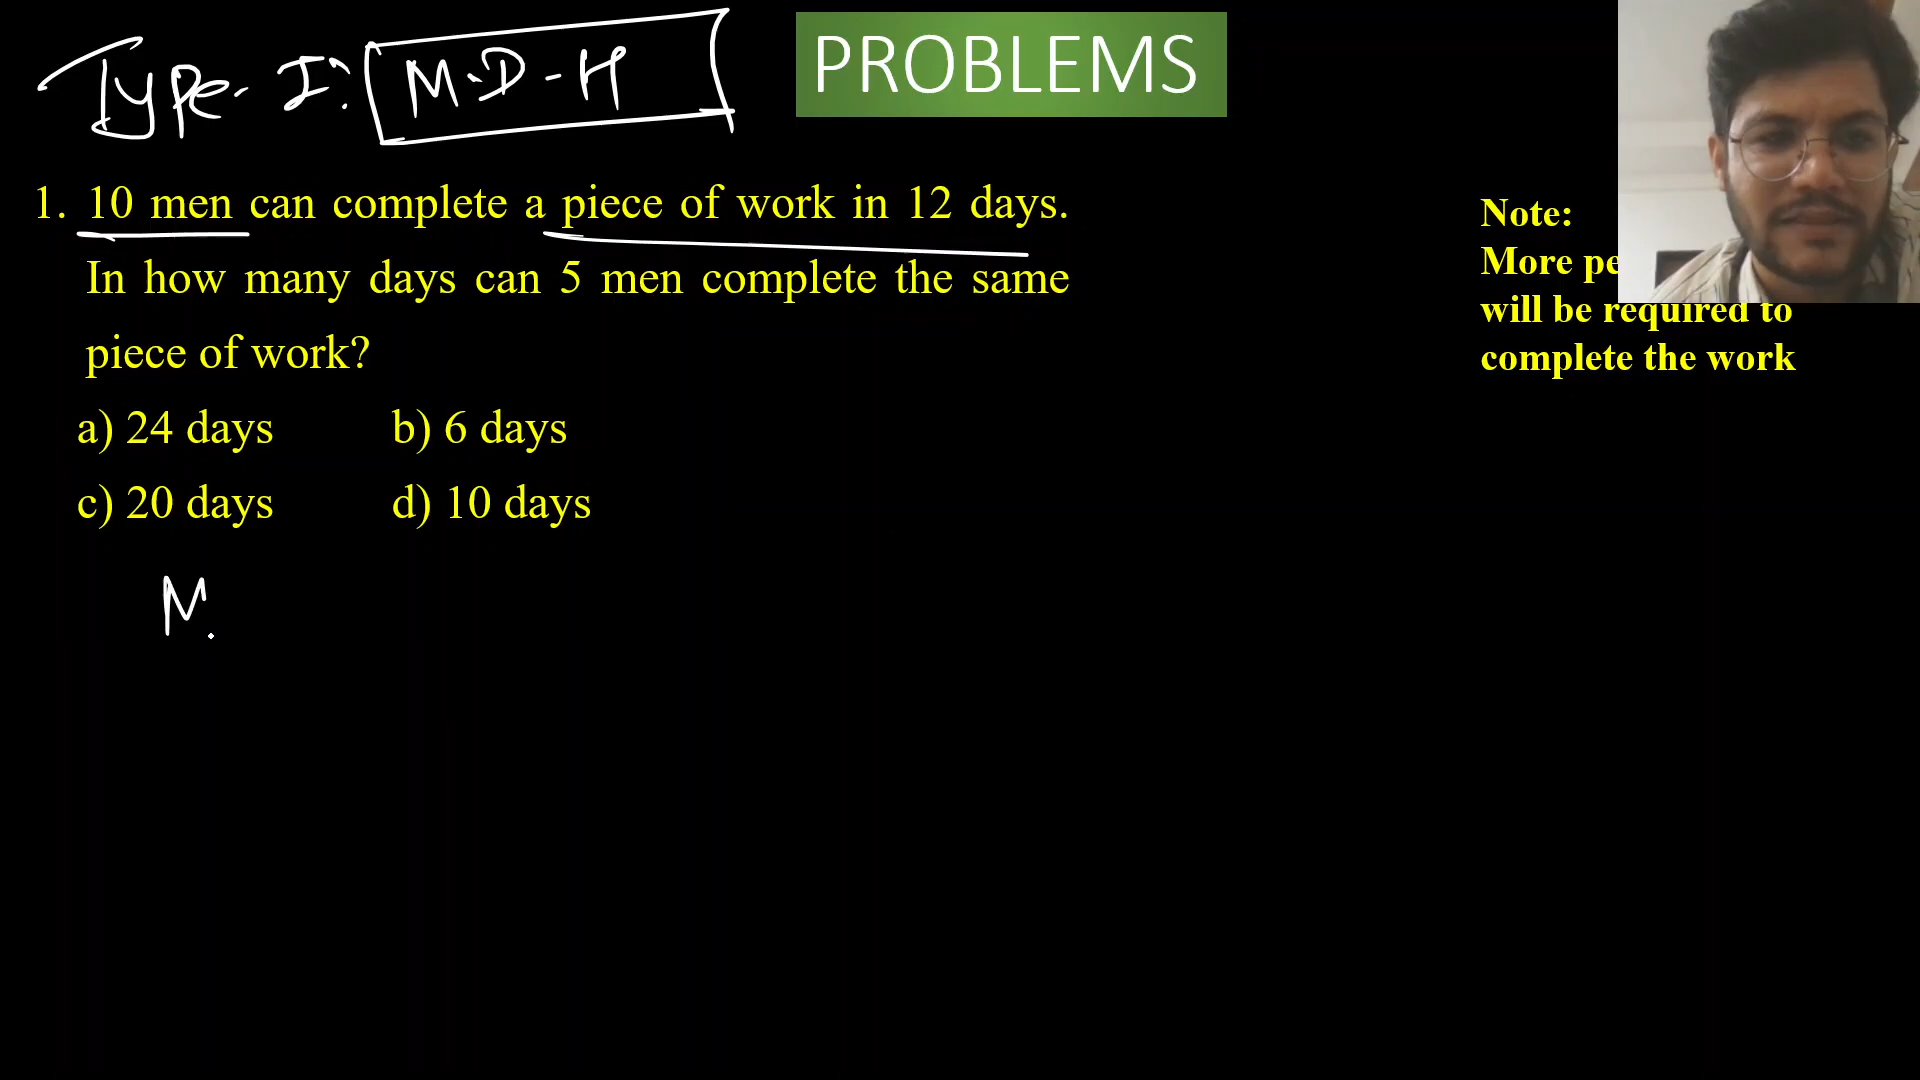 Type- I: M-D-H
PROBLEMS
1. 10 men can complete a piece of work in 12 days.
In how many days can 5 men complete the same
piece of work?
a) 24 days b) 6 days
c) 20 days d) 10 days
M
Note:
More
will be required to
complete the work